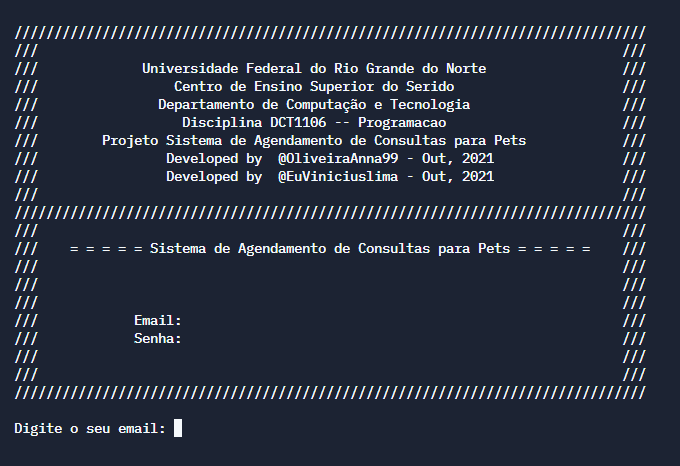 ///////////////////////////////////////////////////////////////////////////////
///                                                                         ///
///             Universidade Federal do Rio Grande do Norte                 ///
///                 Centro de Ensino Superior do Serido                     ///
///               Departamento de Computação e Tecnologia                   ///
///                  Disciplina DCT1106 -- Programacao                      ///
///        Projeto Sistema de Agendamento de Consultas para Pets            ///
///                Developed by  @OliveiraAnna99 - Out, 2021                ///
///                Developed by  @EuViniciuslima - Out, 2021                ///
///                                                                         ///
///////////////////////////////////////////////////////////////////////////////
///                                                                         ///
///    = = = = = Sistema de Agendamento de Consultas para Pets = = = = =    ///
///                                                                         ///
///                                                                         ///
///                                                                         ///
///            Email:                                                       ///
///            Senha:                                                       ///
///                                                                         ///
///                                                                         ///
///////////////////////////////////////////////////////////////////////////////
Digite o seu email: